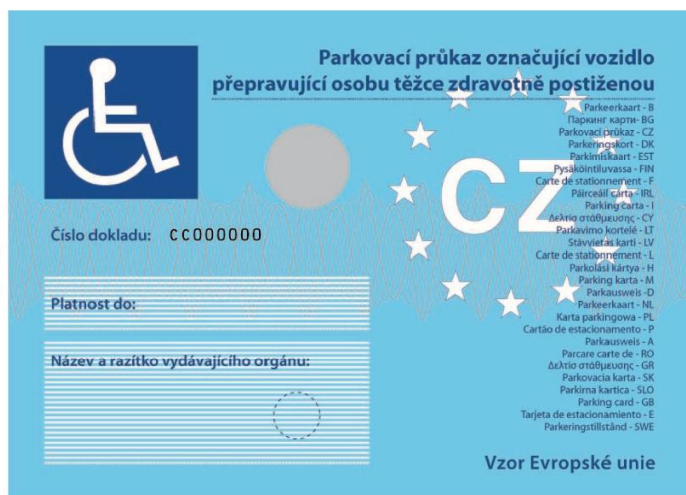 Parkovací průkaz označující vozidlo
přepravující osobu těžce zdravotně postiženou
Parkeerkaart - B
Паркинг карти- BG
Parkovací průkaz - CZ
Parkeringskort - DK
Parkimiskaart - EST
Pysäköintiluvassa - FIN
Carte de stationnement - F
Páirceáil cárta - IRL
Parking carta - I
Δελτίο στάθμευσης - CY
Parkavimo kortelé - LT
Stāvvietas karti - LV
Carte de stationnement - L
Parkolási kártya - H
Parking karta - M
Parkausweis -D
Parkeerkaart - NL
Karta parkingowa - PL
Cartão de estacionamento - P
Parkausweis - A
Parcare carte de - RO
Δελτίο στάθμευσης - GR
Parkovacia karta - SK
Parkirna kartica - SLO
Parking card - GB
Tarjeta de estacionamiento - E
Parkeringstillstånd - SWE
CZ
Číslo dokladu: CC000000
Platnost do:
Název a razítko vydávajícího orgánu:
Vzor Evropské unie